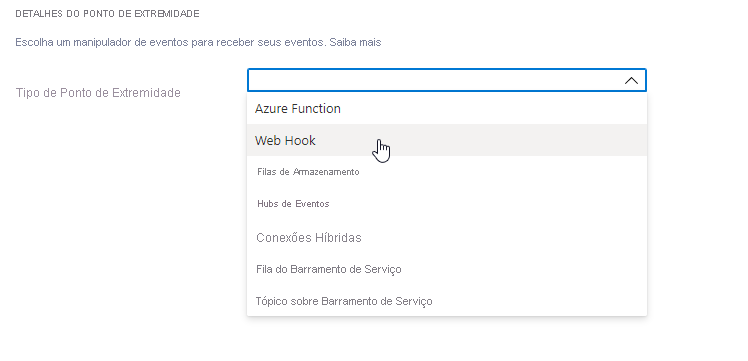 DETALHES DO PONTO DE EXTREMIDADE
Escolha um manipulador de eventos para receber seus eventos. Saiba mais
Tipo de Ponto de Extremidade
Azure Function
Web Hook
Filas de Armazenamento
Hubs de Eventos
Conexões Híbridas
Fila do Barramento de Serviço
Tópico sobre Barramento de Serviço